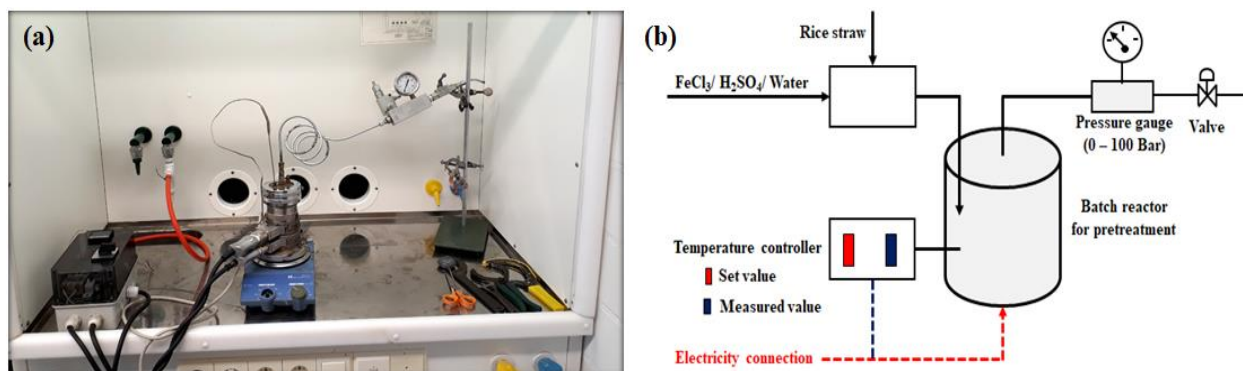 (a)
(b)
Rice straw
FeCl₃/ H₂SO₄/ Water
Pressure gauge
(0 – 100 Bar)
Valve
Batch reactor
for pretreatment
Temperature controller
Set value
Measured value
Electricity connection